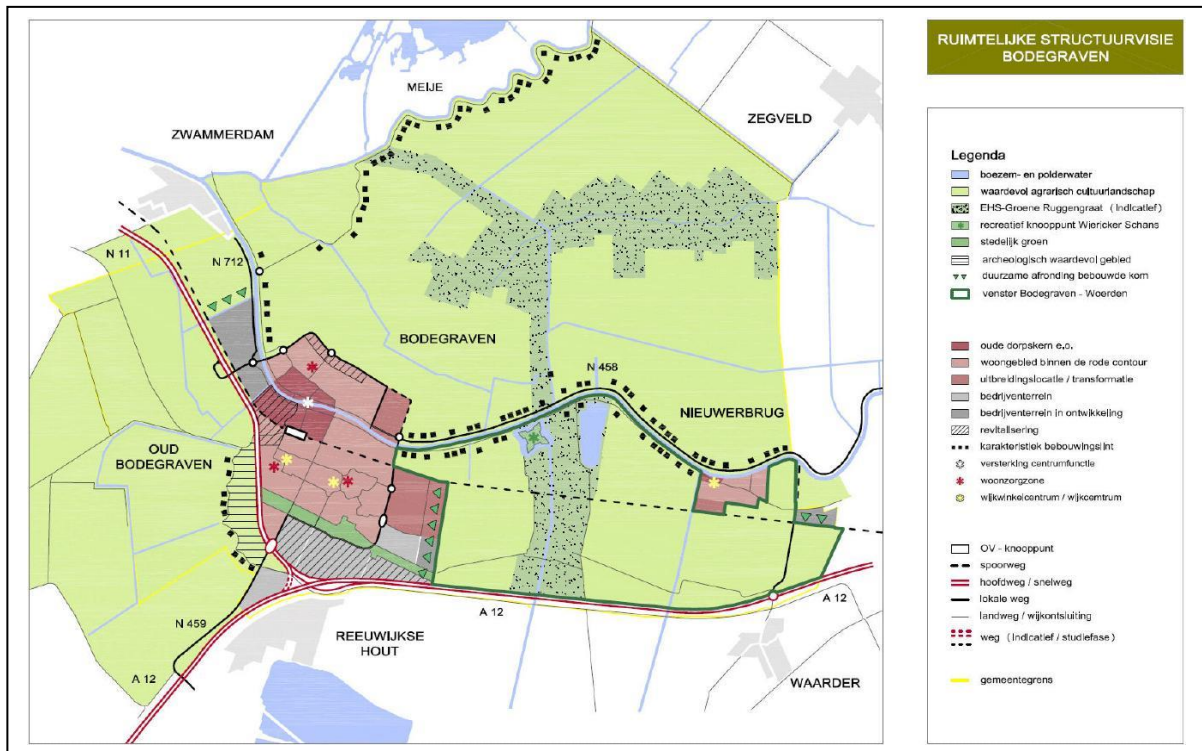 RUIMTELIJKE STRUCTUURVISIE
BODEGRAVEN
MEIJE
ZWAMMERDAM
ZEGVELD
N 11
N 712
BODEGRAVEN
N 458
NIEUWERBRUG
OUD
BODEGRAVEN
A 12
A 12
N 459
REEUWIJKSE
HOUT
A 12
WAARDER
Legenda
boezem- en polderwater
waardevol agrarisch cultuurlandschap
EHS-Groene Ruggengraat (Indicatief)
recreatief knooppunt Wiericker Schans
stedelijk groen
archeologisch waardevol gebied
duurzame afronding bebouwde kom
venster Bodegraven - Woerden
oude dorpskern e.o.
woongebied binnen de rode contour
uitbreidingslocatie / transformatie
bedrijventerrein
bedrijventerrein in ontwikkeling
revitalisering
karakteristiek bebouwingslint
versterking centrumfunctie
woonzorgzone
wijkwinkelcentrum / wijkcentrum
OV - knooppunt
spoorweg
hoofdweg / snelweg
lokale weg
landweg / wijkontsluiting
weg (Indicatief / studiefase)
gemeentegrens